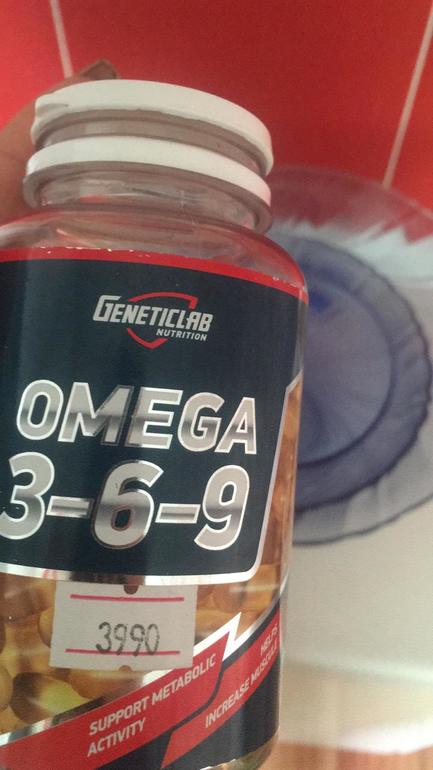 GENETICLAB
NUTRITION
OMEGA
3-6-9
3990
SUPPORT METABOLIC
ACTIVITY
HELPS
INCREASE MUSCLE